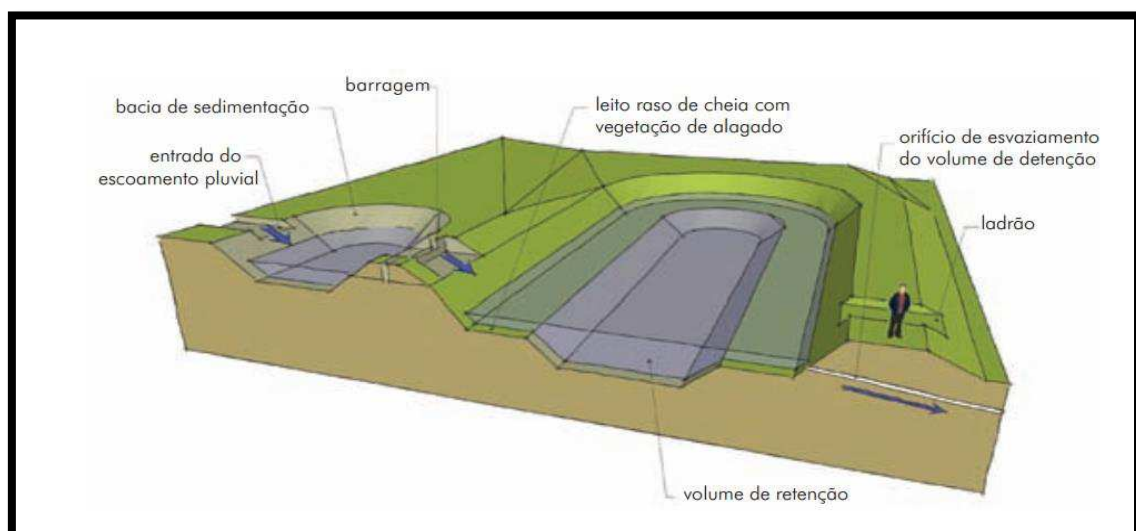 barragem
bacia de sedimentação
leito raso de cheia com
vegetação de alagado
entrada do
escoamento pluvial
orifício de esvaziamento
do volume de detenção
ladrão
volume de retenção